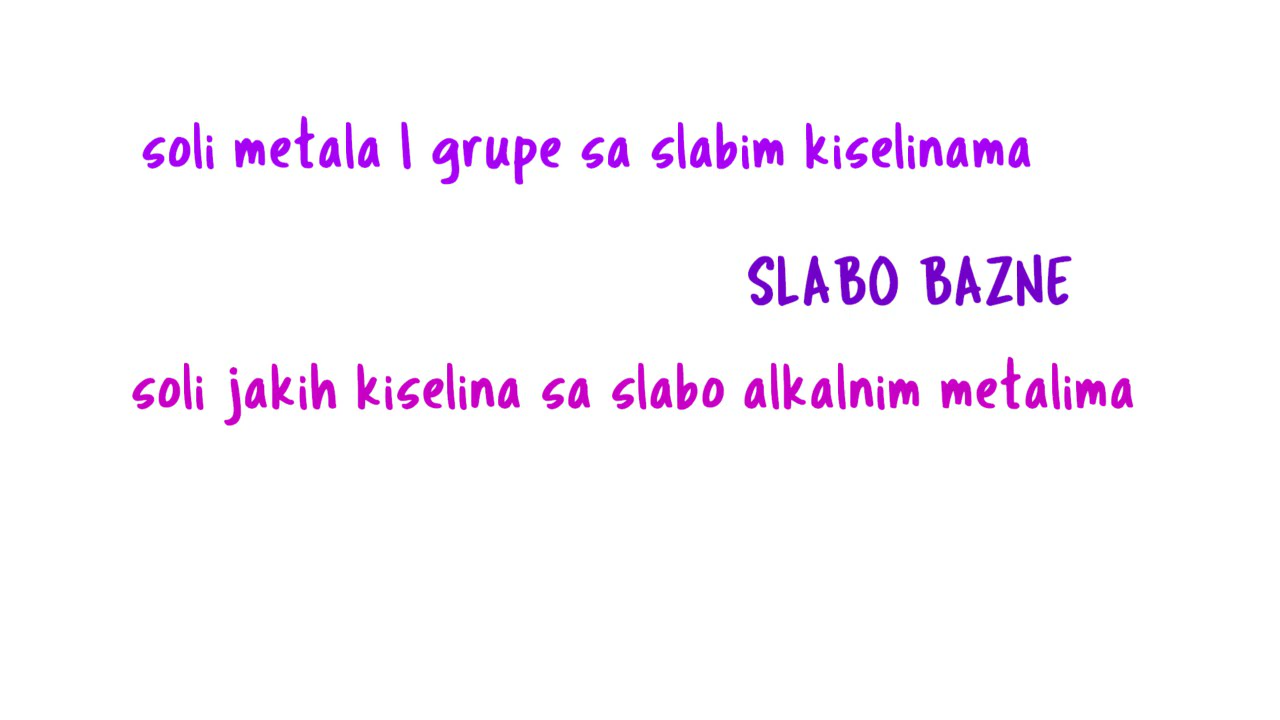 soli metala I grupe sa slabim kiselinama
SLABO BAZNE
soli jakih kiselina sa slabo alkalnim metalima